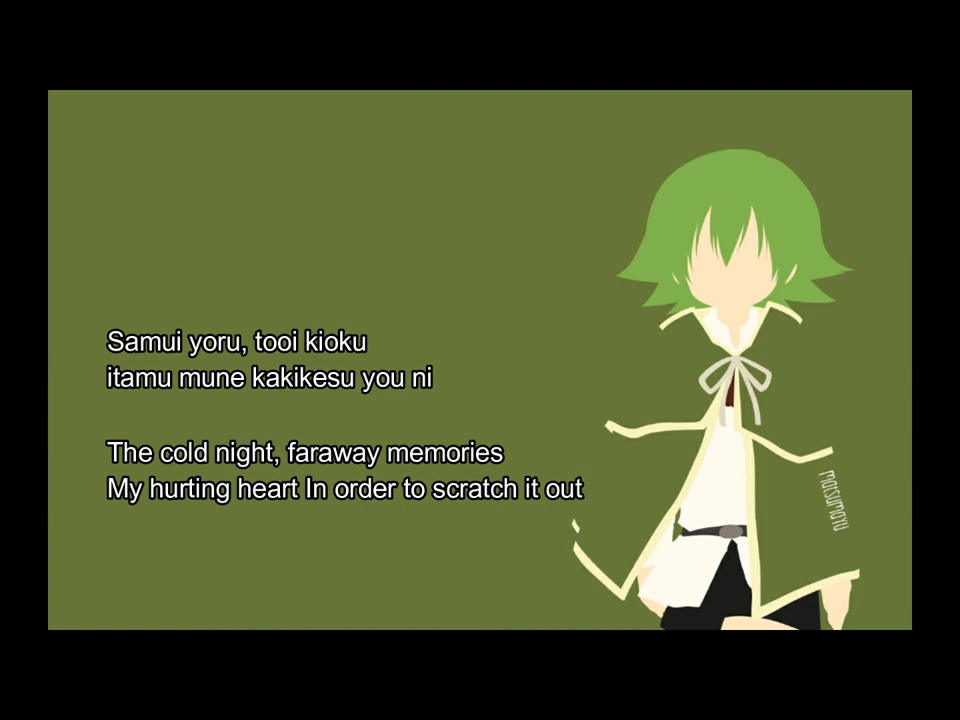 Samui yoru, tooi kioku
itamu mune kakikesu you ni
The cold night, faraway memories
My hurting heart In order to scratch it out
matsumayu